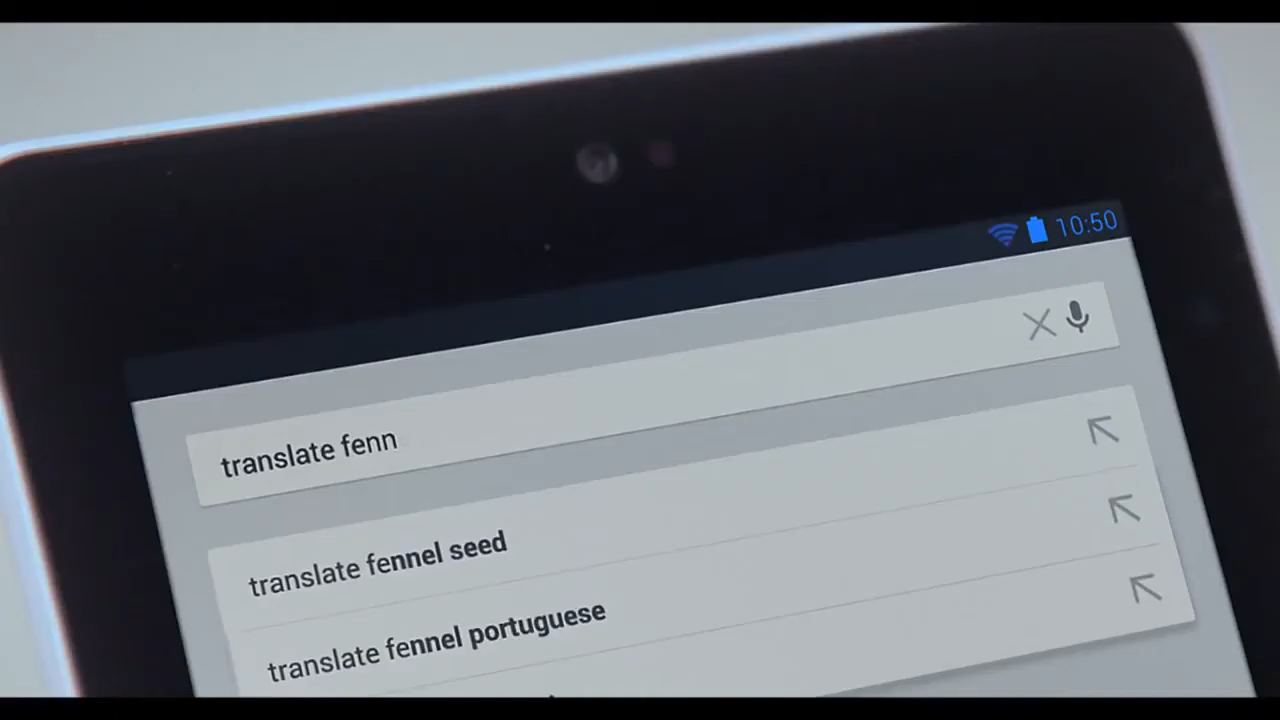 10:50
translate fenn
translate fennel seed
translate fennel portuguese